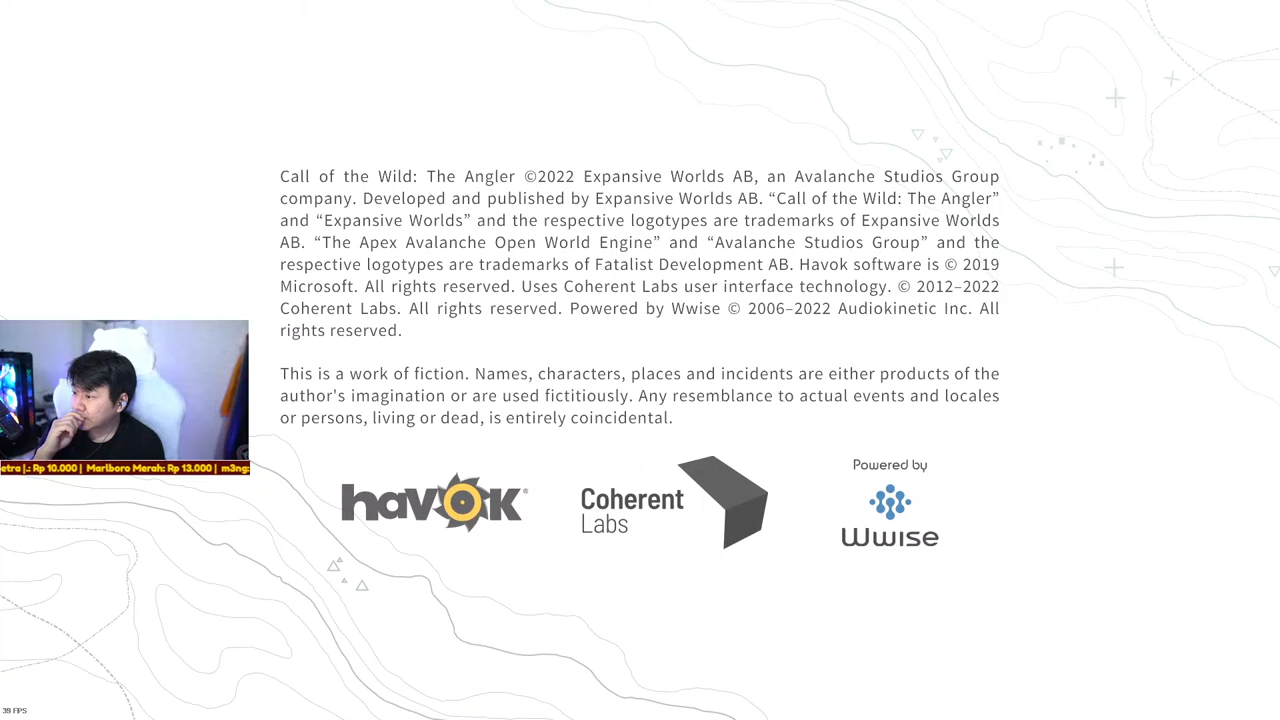 Call of the Wild: The Angler ©2022 Expansive Worlds AB, an Avalanche Studios Group
company. Developed and published by Expansive Worlds AB. “Call of the Wild: The Angler”
and “Expansive Worlds” and the respective logotypes are trademarks of Expansive Worlds
AB. “The Apex Avalanche Open World Engine” and “Avalanche Studios Group” and the
respective logotypes are trademarks of Fatalist Development AB. Havok software is © 2019
Microsoft. All rights reserved. Uses Coherent Labs user interface technology. © 2012–2022
Coherent Labs. All rights reserved. Powered by Wwise © 2006–2022 Audiokinetic Inc. All
rights reserved.
This is a work of fiction. Names, characters, places and incidents are either products of the
author's imagination or are used fictitiously. Any resemblance to actual events and locales
or persons, living or dead, is entirely coincidental.
etra |.: Rp 10.000 | Marlboro Merah: Rp 13.000 | m3ng:
havok®
Coherent
Labs
Powered by
Wwise
39 FPS